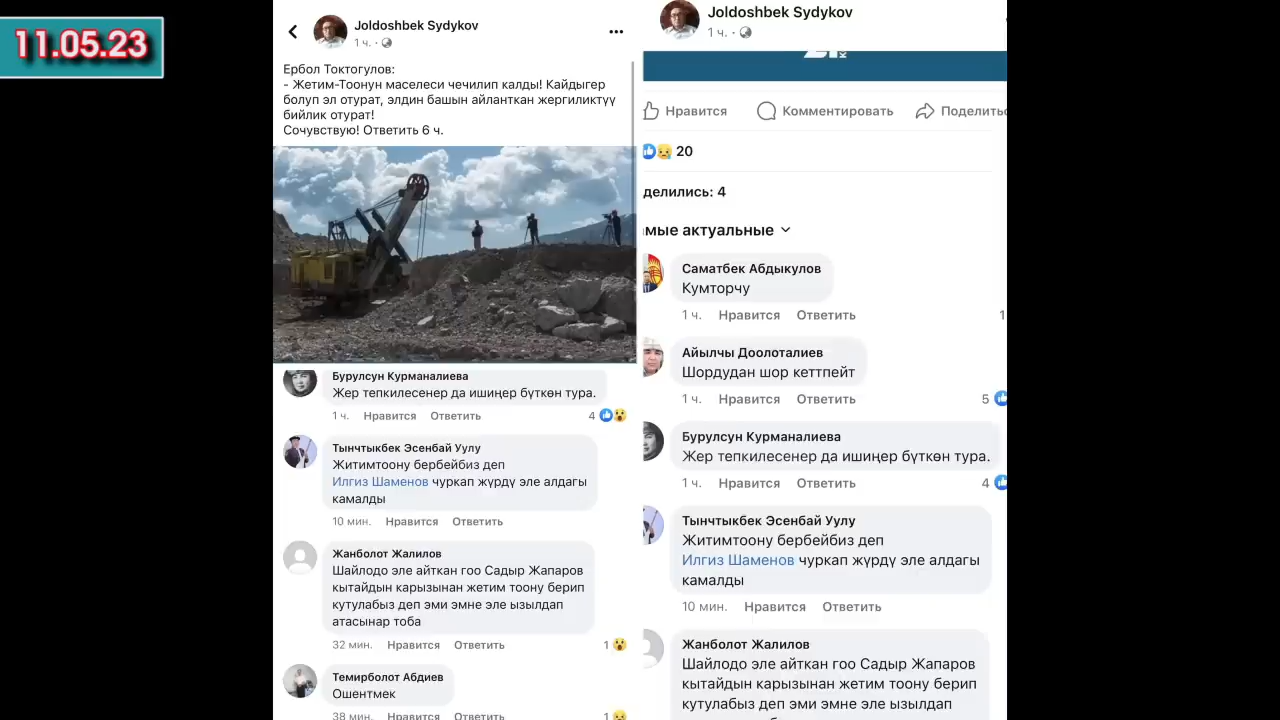 11.05.23
Joldoshbek Sydykov
1 ч. ·
Ербол Токтогулов:
- Жетим-Тоонун маселеси чечилип калды! Кайдыгер
болуп эл отурат, элдин башын айланткан жергиликтүү
бийлик отурат!
Сочувствую! Ответить 6 ч.
Бурулсун Курманалиева
Жер тепкилесенер да ишиңер бүткөн тура.
1 ч. Нравится Ответить 4
Тынчтыкбек Эсенбай Уулу
Житимтоону бербейбиз деп
Илгиз Шаменов чуркап жүрдү эле алдагы
камалды
10 мин. Нравится Ответить
Жанболот Жалилов
Шайлодо эле айткан гоо Садыр Жапаров
кытайдын карызынан жетим тоону берип
кутулабыз деп эми эмне эле ызылдап
атасынар тоба
32 мин. Нравится Ответить 1
Темирболот Абдиев
Ошентмек
38 мин. Нравится Ответить 1
Joldoshbek Sydykov
1 ч. ·
Нравится Комментировать Поделитьс
20
делились: 4
мые актуальные
Саматбек Абдыкулов
Кумторчу
1 ч. Нравится Ответить 1
Айылчы Доолоталиев
Шордудан шор кеттпейт
1 ч. Нравится Ответить 5
Бурулсун Курманалиева
Жер тепкилесенер да ишиңер бүткөн тура.
1 ч. Нравится Ответить 4
Тынчтыкбек Эсенбай Уулу
Житимтоону бербейбиз деп
Илгиз Шаменов чуркап жүрдү эле алдагы
камалды
10 мин. Нравится Ответить
Жанболот Жалилов
Шайлодо эле айткан гоо Садыр Жапаров
кытайдын карызынан жетим тоону берип
кутулабыз деп эми эмне эле ызылдап